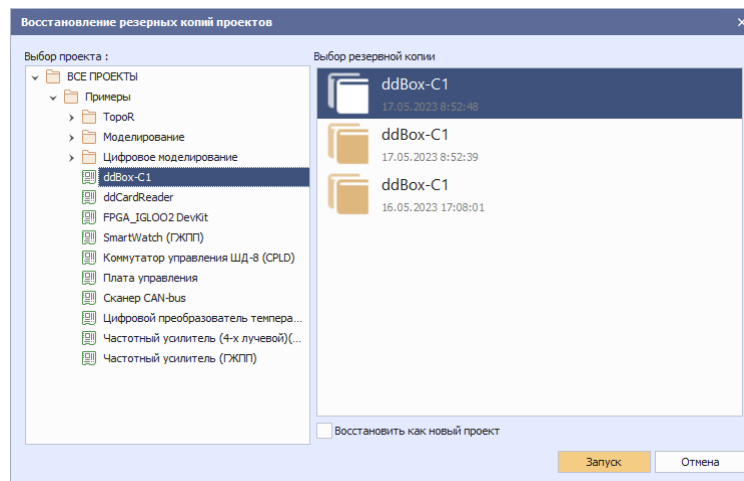 Восстановление резерных копий проектов
Выбор проекта :
ВСЕ ПРОЕКТЫ
Примеры
TopoR
Моделирование
Цифровое моделирование
ddBox-C1
ddCardReader
FPGA_IGLOO2 DevKit
SmartWatch (ГЖПП)
Коммутатор управления ШД-8 (CPLD)
Плата управления
Сканер CAN-bus
Цифровой преобразователь темпера...
Частотный усилитель (4-х лучевой)(...
Частотный усилитель (ГЖПП)
Выбор резервной копии
ddBox-C1
17.05.2023 8:52:48
ddBox-C1
17.05.2023 8:52:39
ddBox-C1
16.05.2023 17:08:01
Восстановить как новый проект
Запуск
Отмена